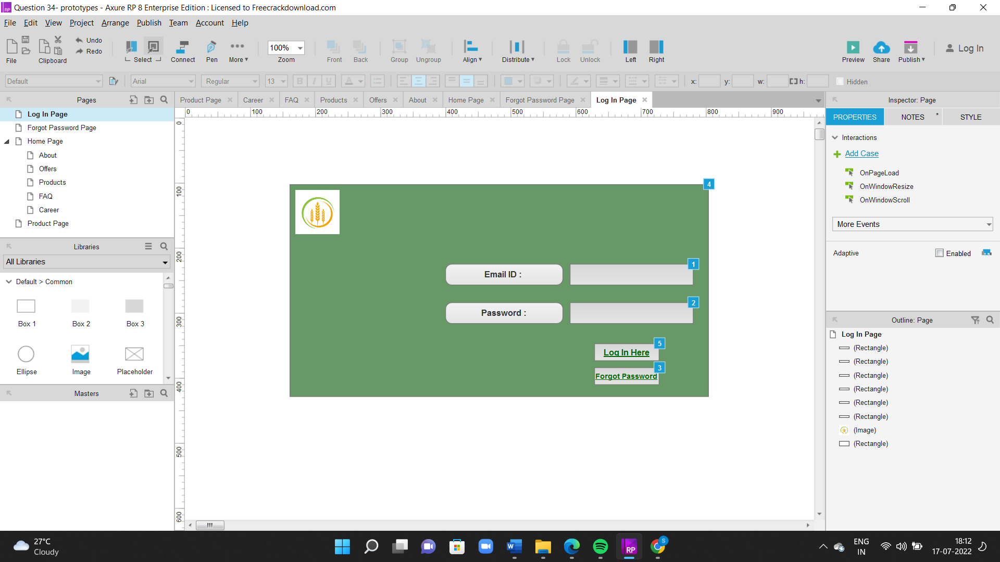 Question 34- prototypes - Axure RP 8 Enterprise Edition : Licensed to Freecrackdownload.com
File Edit View Project Arrange Publish Team Account Help
Undo
Redo
File Clipboard Select Connect Pen More 100% Zoom Front Back Group Ungroup Align Distribute Lock Unlock Left Right Preview Share Publish Log In
Default Arial Regular 13 B I U A x: y: w: h: Hidden
Pages
Product Page Career FAQ Products Offers About Home Page Forgot Password Page Log In Page
Inspector: Page
0 100 200 300 400 500 600 700 800 900
0 100 200 300 400 500 600
Log In Page
Forgot Password Page
Home Page
About
Offers
Products
FAQ
Career
Product Page
Libraries
All Libraries
Default > Common
Box 1 Box 2 Box 3
Ellipse Image Placeholder
Masters
4
Email ID : 1
Password : 2
Log In Here 5
Forgot Password 3
PROPERTIES NOTES * STYLE
Interactions
Add Case
OnPageLoad
OnWindowResize
OnWindowScroll
More Events
Adaptive Enabled
Outline: Page
Log In Page
(Rectangle)
(Rectangle)
(Rectangle)
(Rectangle)
(Rectangle)
(Rectangle)
(Image)
(Rectangle)
27°C
Cloudy
W RP S
ENG
IN
18:12
17-07-2022